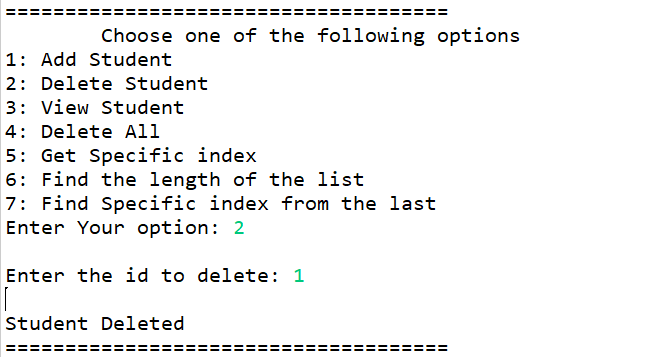 =====================================
Choose one of the following options
1: Add Student
2: Delete Student
3: View Student
4: Delete All
5: Get Specific index
6: Find the length of the list
7: Find Specific index from the last
Enter Your option: 2
Enter the id to delete: 1
Student Deleted
=====================================